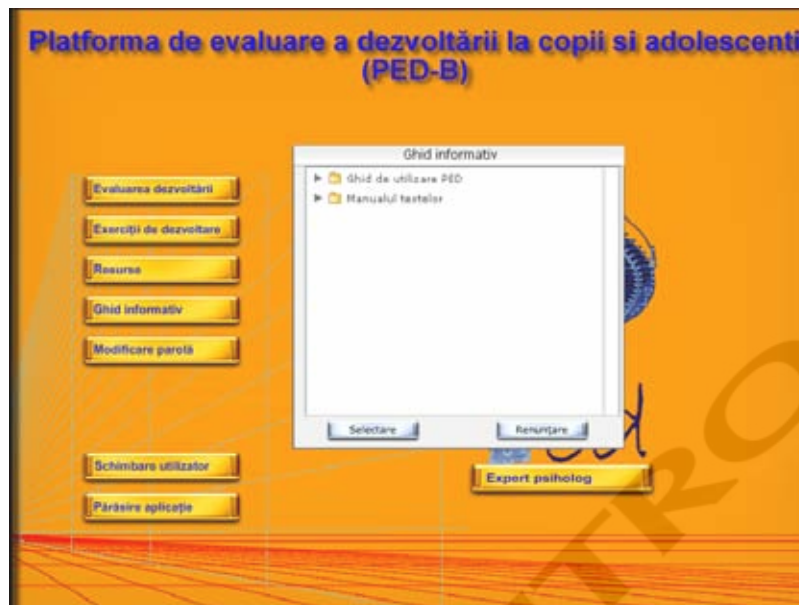 Platforma de evaluare a dezvoltării la copii si adolescenti
(PED-B)
Ghid informativ
Ghid de utilizare PED
Manualul testelor
Evaluarea dezvoltării
Exerciții de dezvoltare
Resurse
Ghid informativ
Modificare parolă
Selectare
Renunțare
Schimbare utilizator
Expert psiholog
Părăsire aplicație